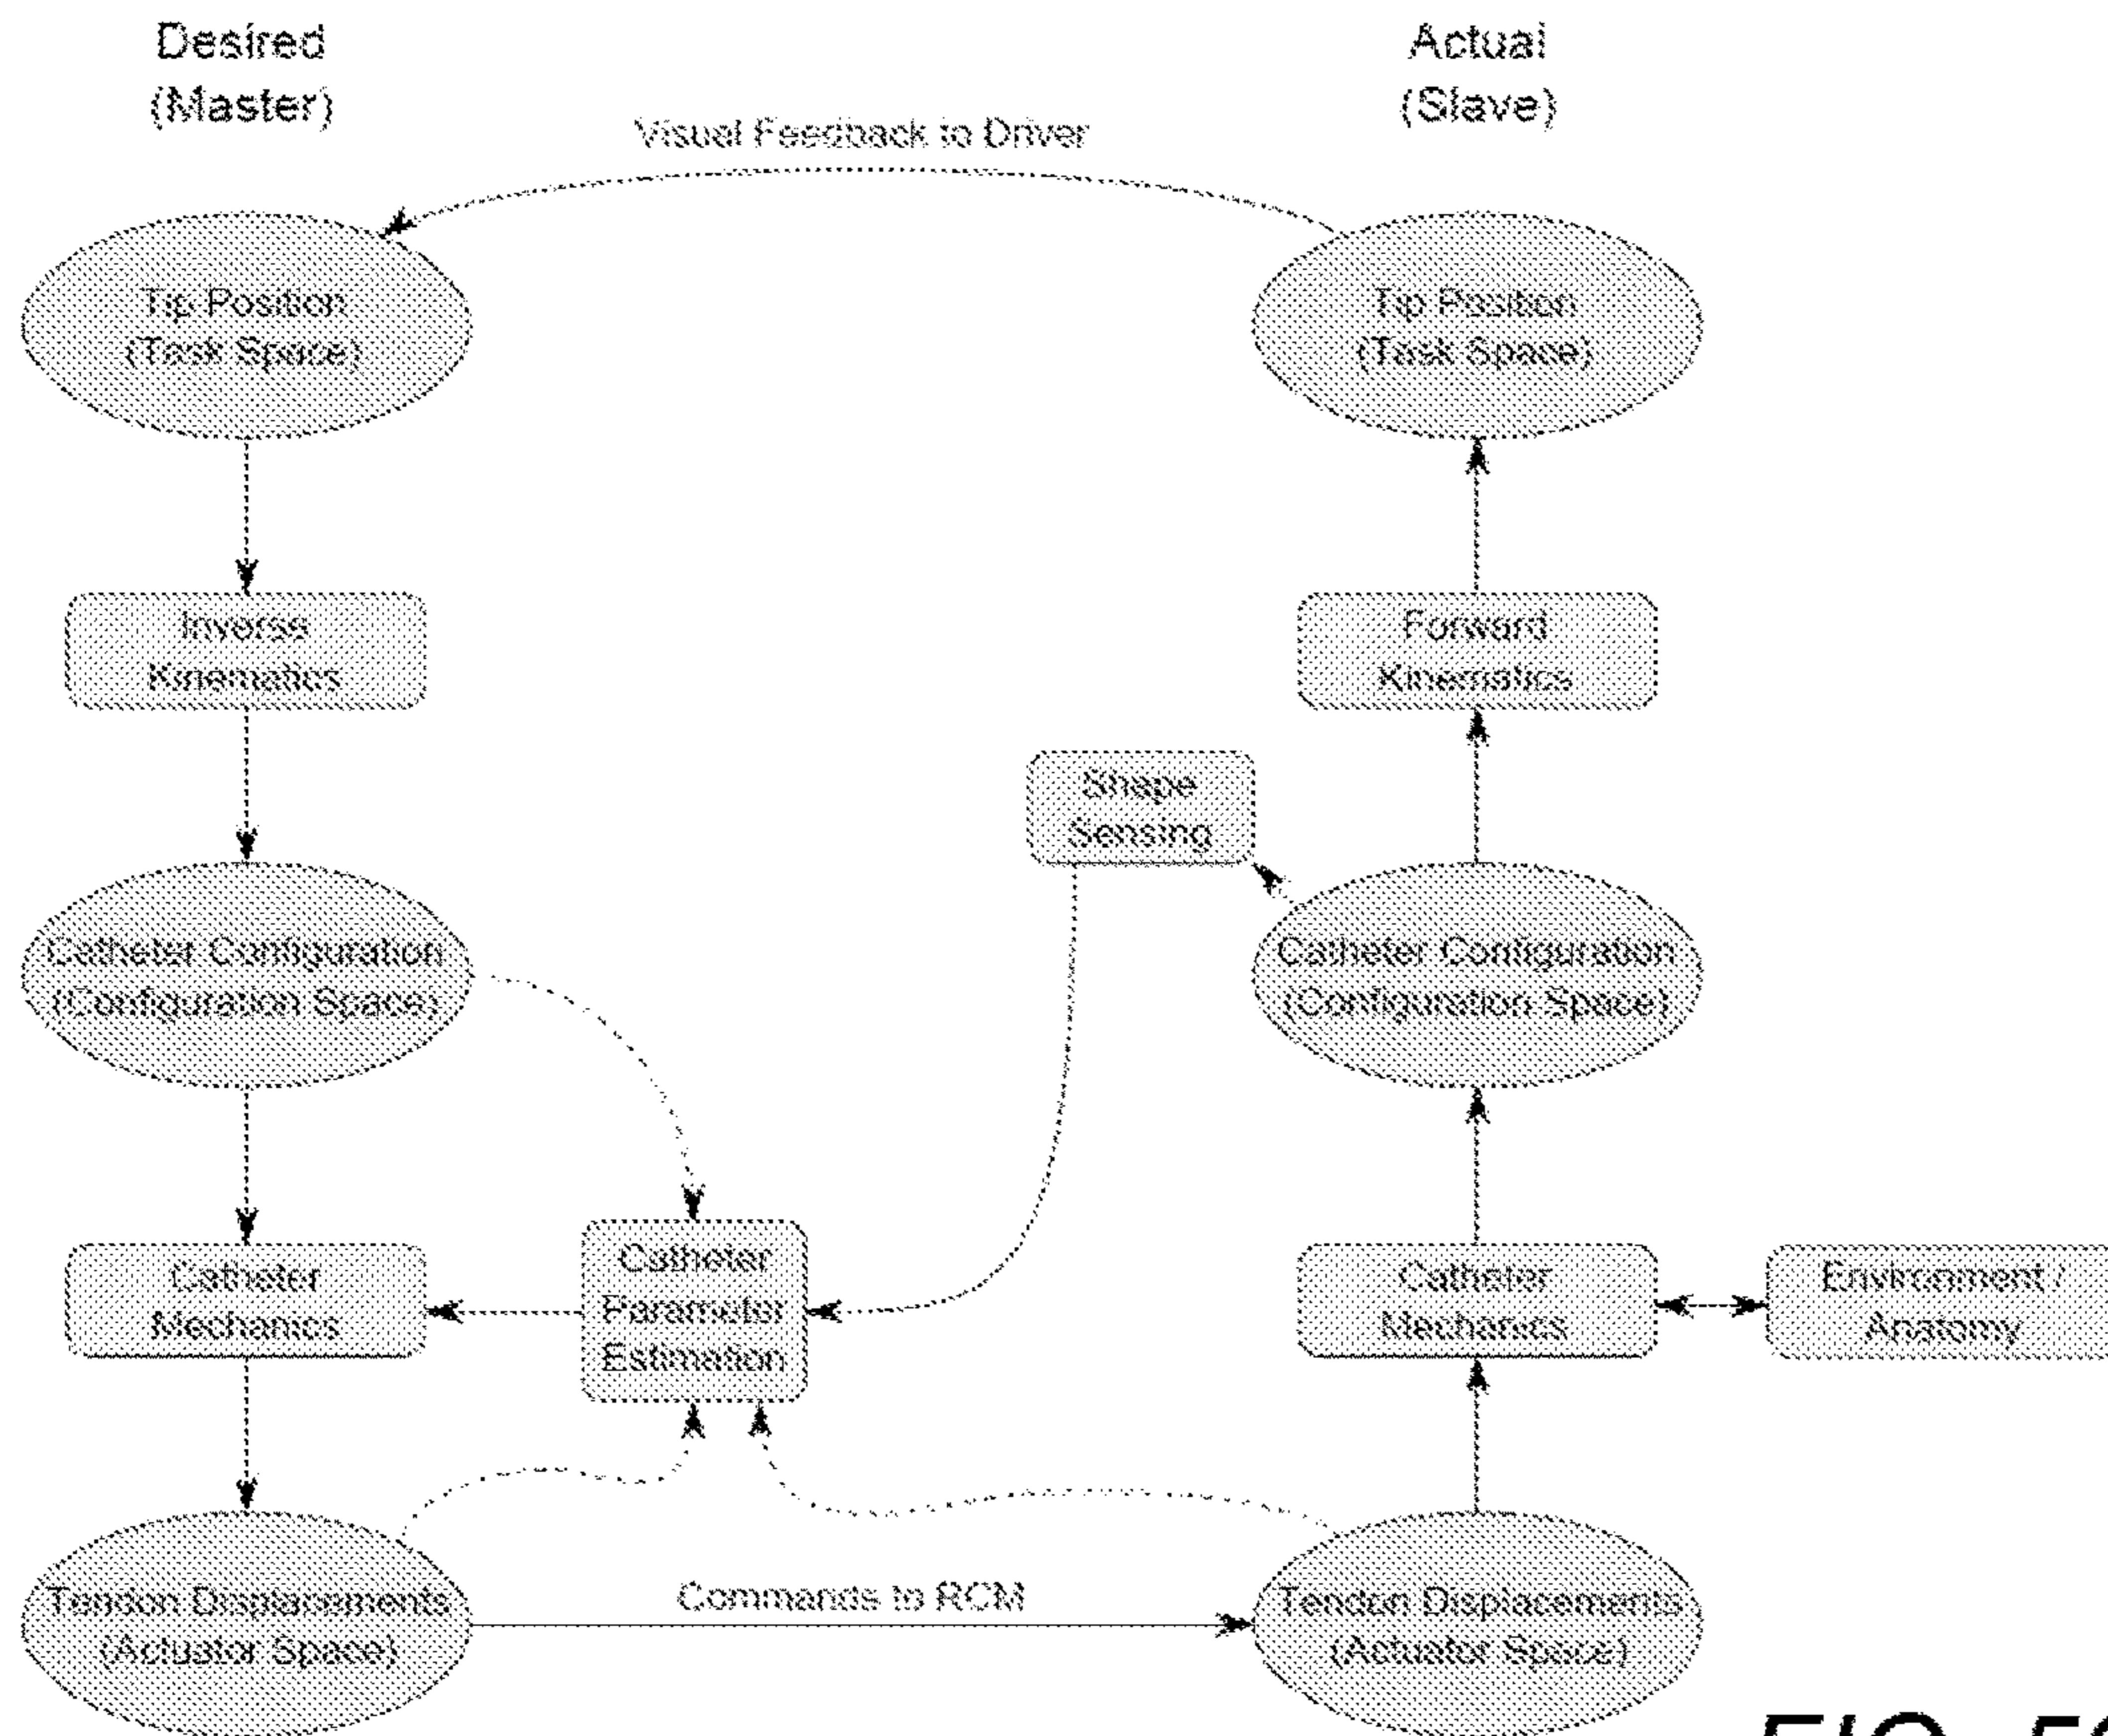 Desired
(Master)
Actual
(Slave)
Visual Feedback to Driver
Tip Position
(Task Space)
Tip Position
(Task Space)
Inverse
Kinematics
Forward
Kinematics
Shape
Sensing
Catheter Configuration
(Configuration Space)
Catheter Configuration
(Configuration Space)
Catheter
Mechanics
Catheter
Parameter
Estimation
Catheter
Mechanics
Environment /
Anatomy
Commands to RCM
Tendon Displacements
(Actuator Space)
Tendon Displacements
(Actuator Space)
FIG.